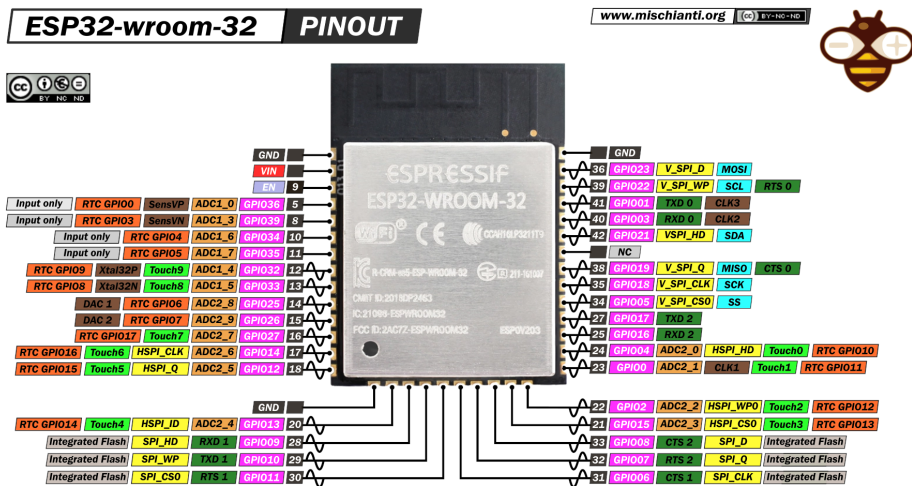 ESP32-wroom-32 PINOUT
www.mischianti.org CC BY-NC-ND
CC BY NC ND
GND
VIN
EN 9
Input only RTC GPIO0 SensVP ADC1_0 GPIO36 5
Input only RTC GPIO3 SensVN ADC1_3 GPIO39 8
Input only RTC GPIO4 ADC1_6 GPIO34 10
Input only RTC GPIO5 ADC1_7 GPIO35 11
RTC GPIO9 Xtal32P Touch9 ADC1_4 GPIO32 12
RTC GPIO8 Xtal32N Touch8 ADC1_5 GPIO33 13
DAC 1 RTC GPIO6 ADC2_8 GPIO25 14
DAC 2 RTC GPIO7 ADC2_9 GPIO26 15
RTC GPIO17 Touch7 ADC2_7 GPIO27 16
RTC GPIO16 Touch6 HSPI_CLK ADC2_6 GPIO14 17
RTC GPIO15 Touch5 HSPI_Q ADC2_5 GPIO12 18
ESPRESSIF
ESP32-WROOM-32
Wi-Fi CE CCAH16LP3211T9
R-CRM-es5-ESP-WROOM-32
CMIIT ID:2016DP2463
IC:21098-ESPWROOM32
FCC ID: 2AC7Z-ESPWROOM32 ESP0V203
GND
36 GPIO23 V_SPI_D MOSI
39 GPIO22 V_SPI_WP SCL RTS 0
41 GPIO01 TXD 0 CLK3
40 GPIO03 RXD 0 CLK2
42 GPIO21 VSPI_HD SDA
NC
38 GPIO19 V_SPI_Q MISO CTS 0
35 GPIO18 V_SPI_CLK SCK
34 GPIO05 V_SPI_CS0 SS
27 GPIO17 TXD 2
25 GPIO16 RXD 2
24 GPIO04 ADC2_0 HSPI_HD Touch0 RTC GPIO10
23 GPIO0 ADC2_1 CLK1 Touch1 RTC GPIO11
GND
RTC GPIO14 Touch4 HSPI_ID ADC2_4 GPIO13 20
Integrated Flash SPI_HD RXD 1 GPIO09 28
Integrated Flash SPI_WP TXD 1 GPIO10 29
Integrated Flash SPI_CS0 RTS 1 GPIO11 30
22 GPIO2 ADC2_2 HSPI_WP0 Touch2 RTC GPIO12
21 GPIO15 ADC2_3 HSPI_CS0 Touch3 RTC GPIO13
33 GPIO08 CTS 2 SPI_D Integrated Flash
32 GPIO07 RTS 2 SPI_Q Integrated Flash
31 GPIO06 CTS 1 SPI_CLK Integrated Flash